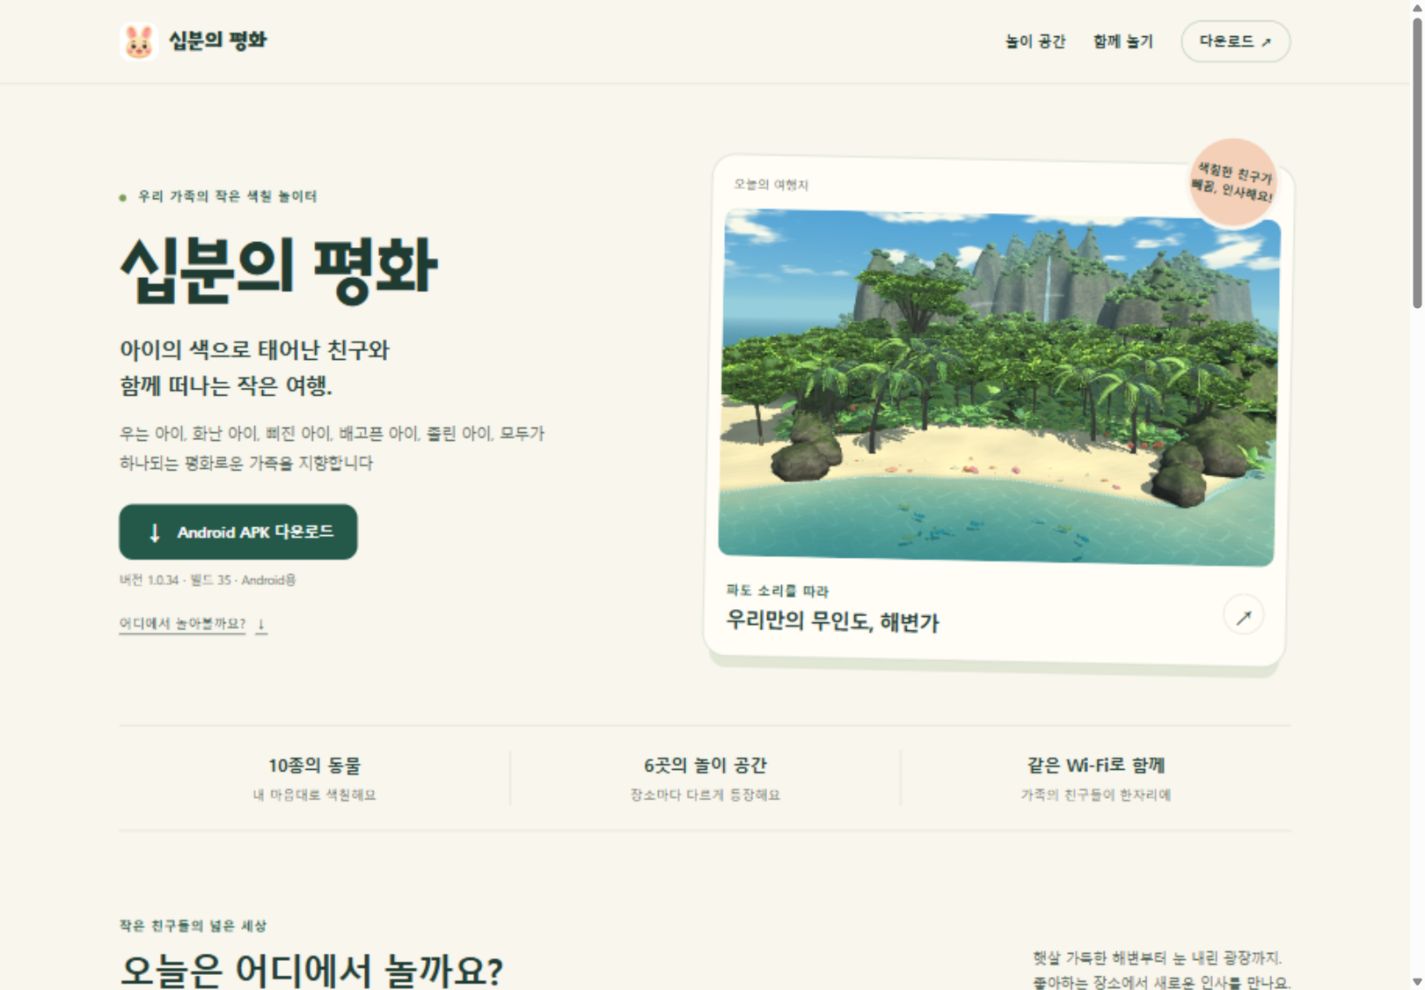 십분의 평화
놀이 공간
함께 놀기
다운로드 ↗
우리 가족의 작은 색칠 놀이터
십분의 평화
아이의 색으로 태어난 친구와
함께 떠나는 작은 여행.
우는 아이, 화난 아이, 삐진 아이, 배고픈 아이, 졸린 아이, 모두가
하나되는 평화로운 가족을 지향합니다
↓ Android APK 다운로드
버전 1.0.34 · 빌드 35 · Android용
어디에서 놀아볼까요? ↓
오늘의 여행지
색칠한 친구가
빼꼼, 인사해요!
파도 소리를 따라
우리만의 무인도, 해변가
↗
10종의 동물
내 마음대로 색칠해요
6곳의 놀이 공간
장소마다 다르게 등장해요
같은 Wi-Fi로 함께
가족의 친구들이 한자리에
작은 친구들의 넓은 세상
오늘은 어디에서 놀까요?
햇살 가득한 해변부터 눈 내린 광장까지.
좋아하는 장소에서 새로운 인사를 만나요.